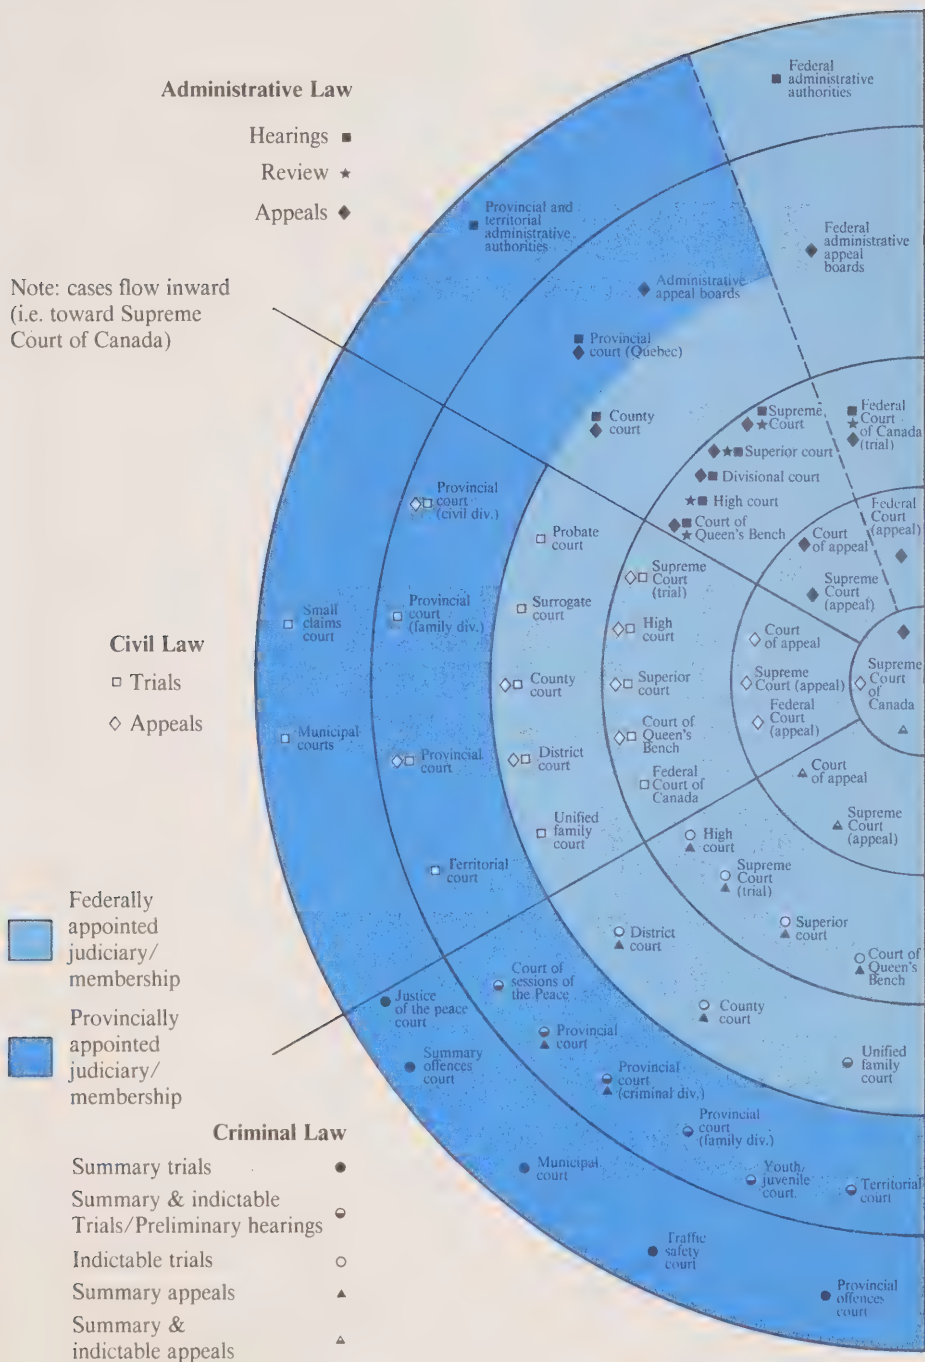 Administrative Law
Hearings
Review
Appeals
Note: cases flow inward
(i.e. toward Supreme
Court of Canada)
Civil Law
Trials
Appeals
Federally
appointed
judiciary/
membership
Provincially
appointed
judiciary/
membership
Criminal Law
Summary trials
Summary & indictable
Trials/Preliminary hearings
Indictable trials
Summary appeals
Summary &
indictable appeals
Federal
administrative
authorities
Provincial and
territorial
administrative
authorities
Federal
administrative
appeal
boards
Administrative
appeal boards
Provincial
court (Quebec)
County
court
Supreme
Court
Superior court
Divisional court
High court
Court of
Queen's Bench
Federal
Court
of Canada
(trial)
Federal
Court
(appeal)
Court
of appeal
Supreme
Court
(appeal)
Provincial
court
(civil div.)
Probate
court
Supreme
Court
(trial)
Small
claims
court
Provincial
court
(family div.)
Surrogate
court
High
court
Court
of appeal
County
court
Superior
court
Supreme
Court (appeal)
Federal
Court
(appeal)
Supreme
Court
of
Canada
Municipal
courts
Provincial
court
District
court
Court of
Queen's
Bench
Federal
Court of
Canada
Unified
family
court
Territorial
court
Court
of appeal
Supreme
Court
(appeal)
High
court
Supreme
Court
(trial)
Superior
court
Court of
Queen's
Bench
District
court
County
court
Unified
family
court
Court of
sessions of
the Peace
Provincial
court
Provincial
court
(criminal div.)
Provincial
court
(family div.)
Youth/
juvenile
court
Territorial
court
Justice
of the peace
court
Summary
offences
court
Municipal
court
Traffic
safety
court
Provincial
offences
court